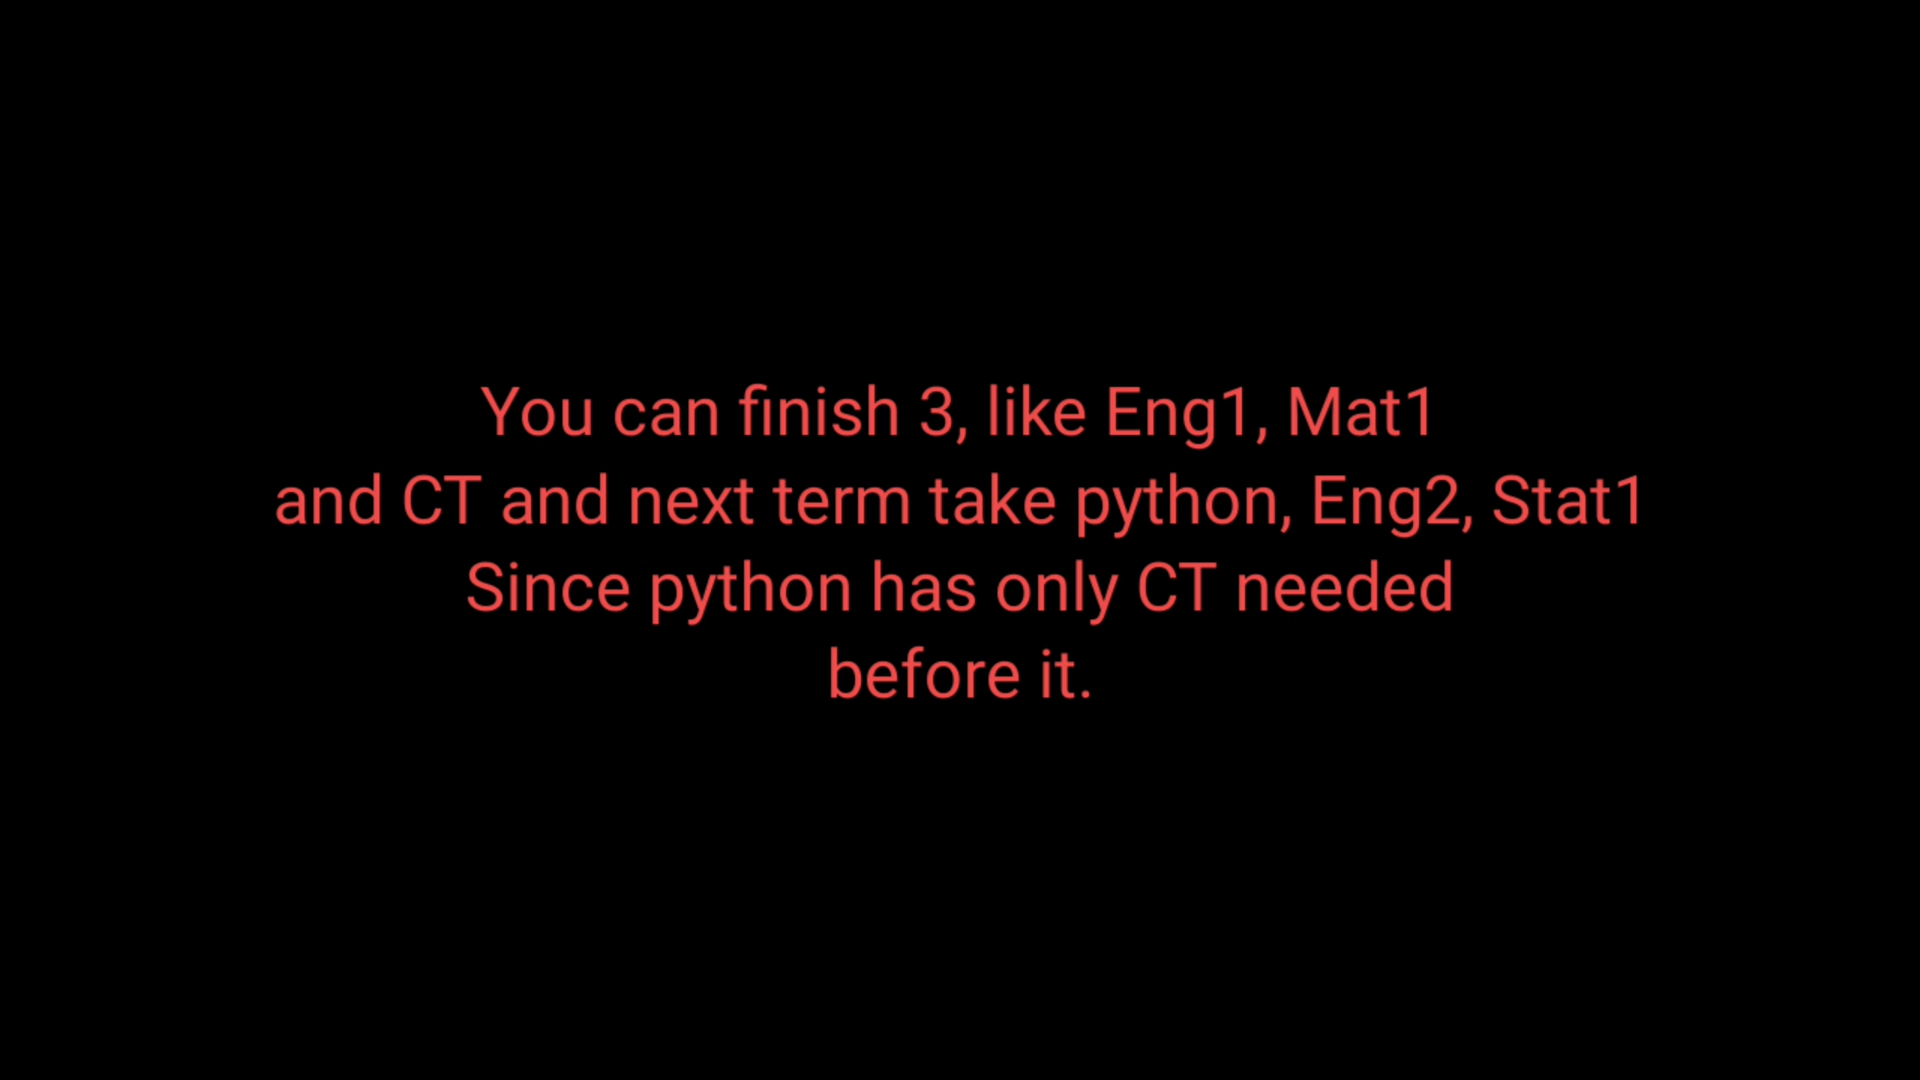 You can finish 3, like Eng1, Mat1
and CT and next term take python, Eng2, Stat1
Since python has only CT needed
before it.